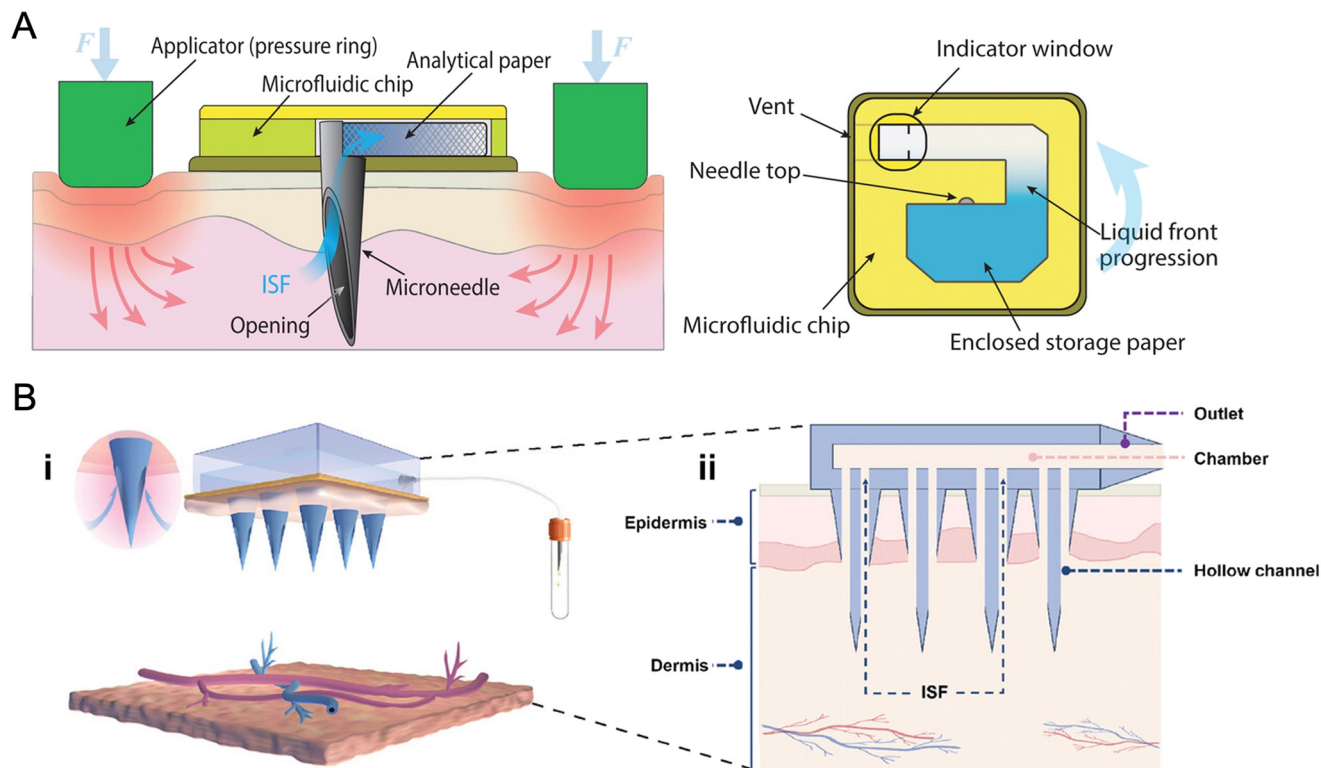 A
F
Applicator (pressure ring)
Microfluidic chip
Analytical paper
F
ISF
Opening
Microneedle
Indicator window
Vent
Needle top
Liquid front
progression
Microfluidic chip
Enclosed storage paper
B
i
ii
Outlet
Chamber
Epidermis
Hollow channel
Dermis
ISF